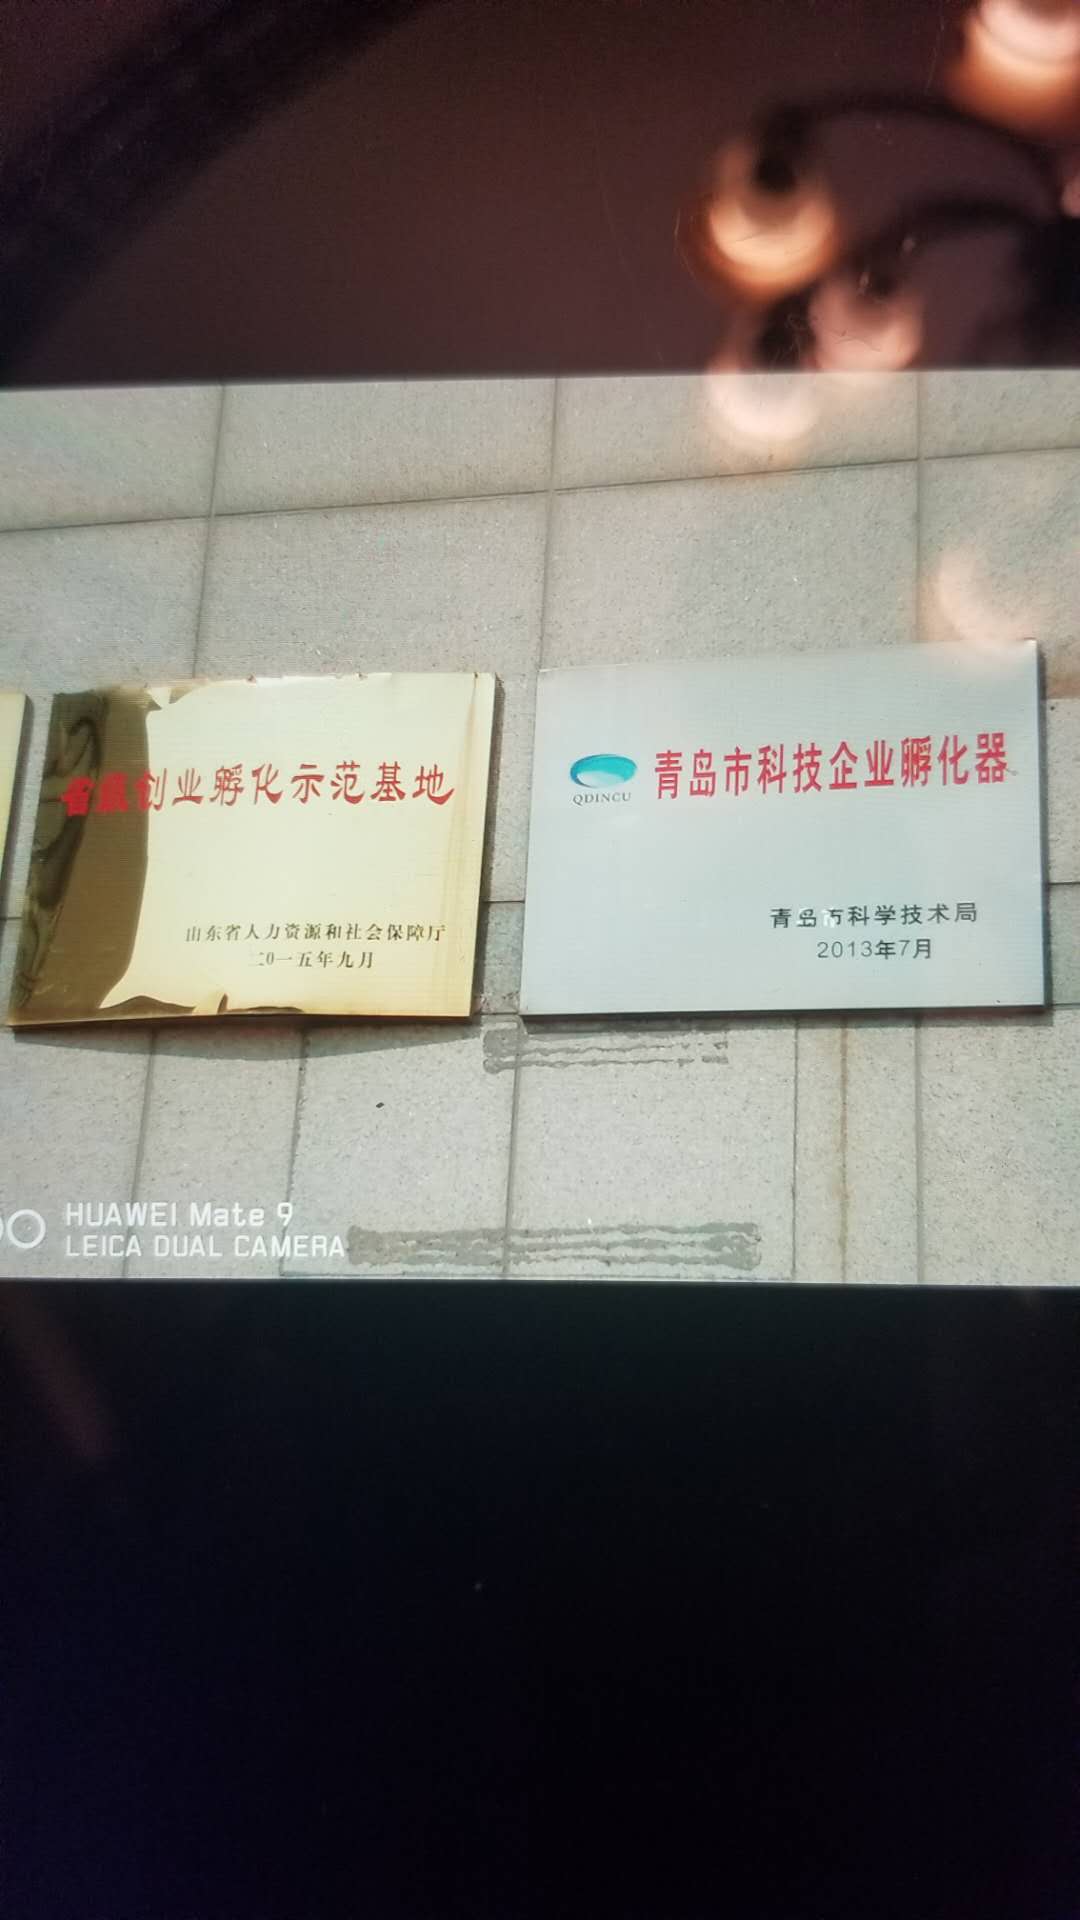 省级创业孵化示范基地
山东省人力资源和社会保障厅
二0一五年九月
QDINCU
青岛市科技企业孵化器
青岛市科学技术局
2013年7月
HUAWEI Mate 9
LEICA DUAL CAMERA